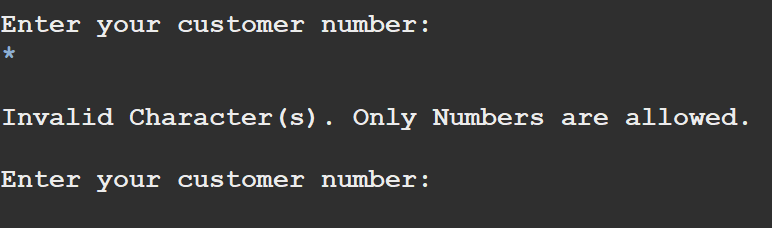 Enter your customer number:
*
Invalid Character(s). Only Numbers are allowed.
Enter your customer number: